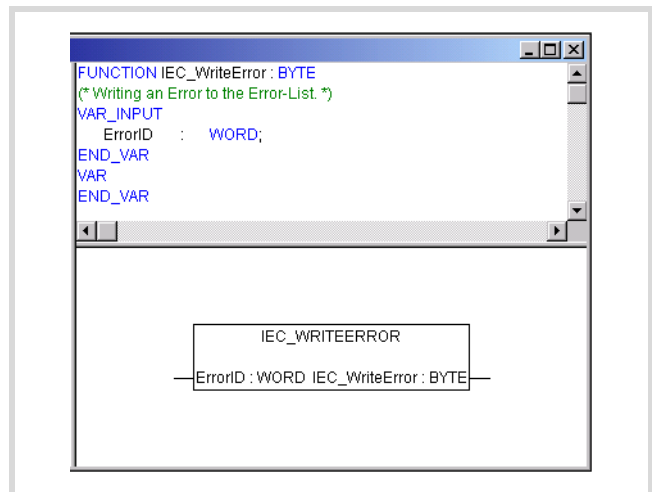 FUNCTION IEC_WriteError : BYTE
(* Writing an Error to the Error-List. *)
VAR_INPUT
ErrorID : WORD;
END_VAR
VAR
END_VAR
IEC_WRITEERROR
ErrorID : WORD IEC_WriteError : BYTE